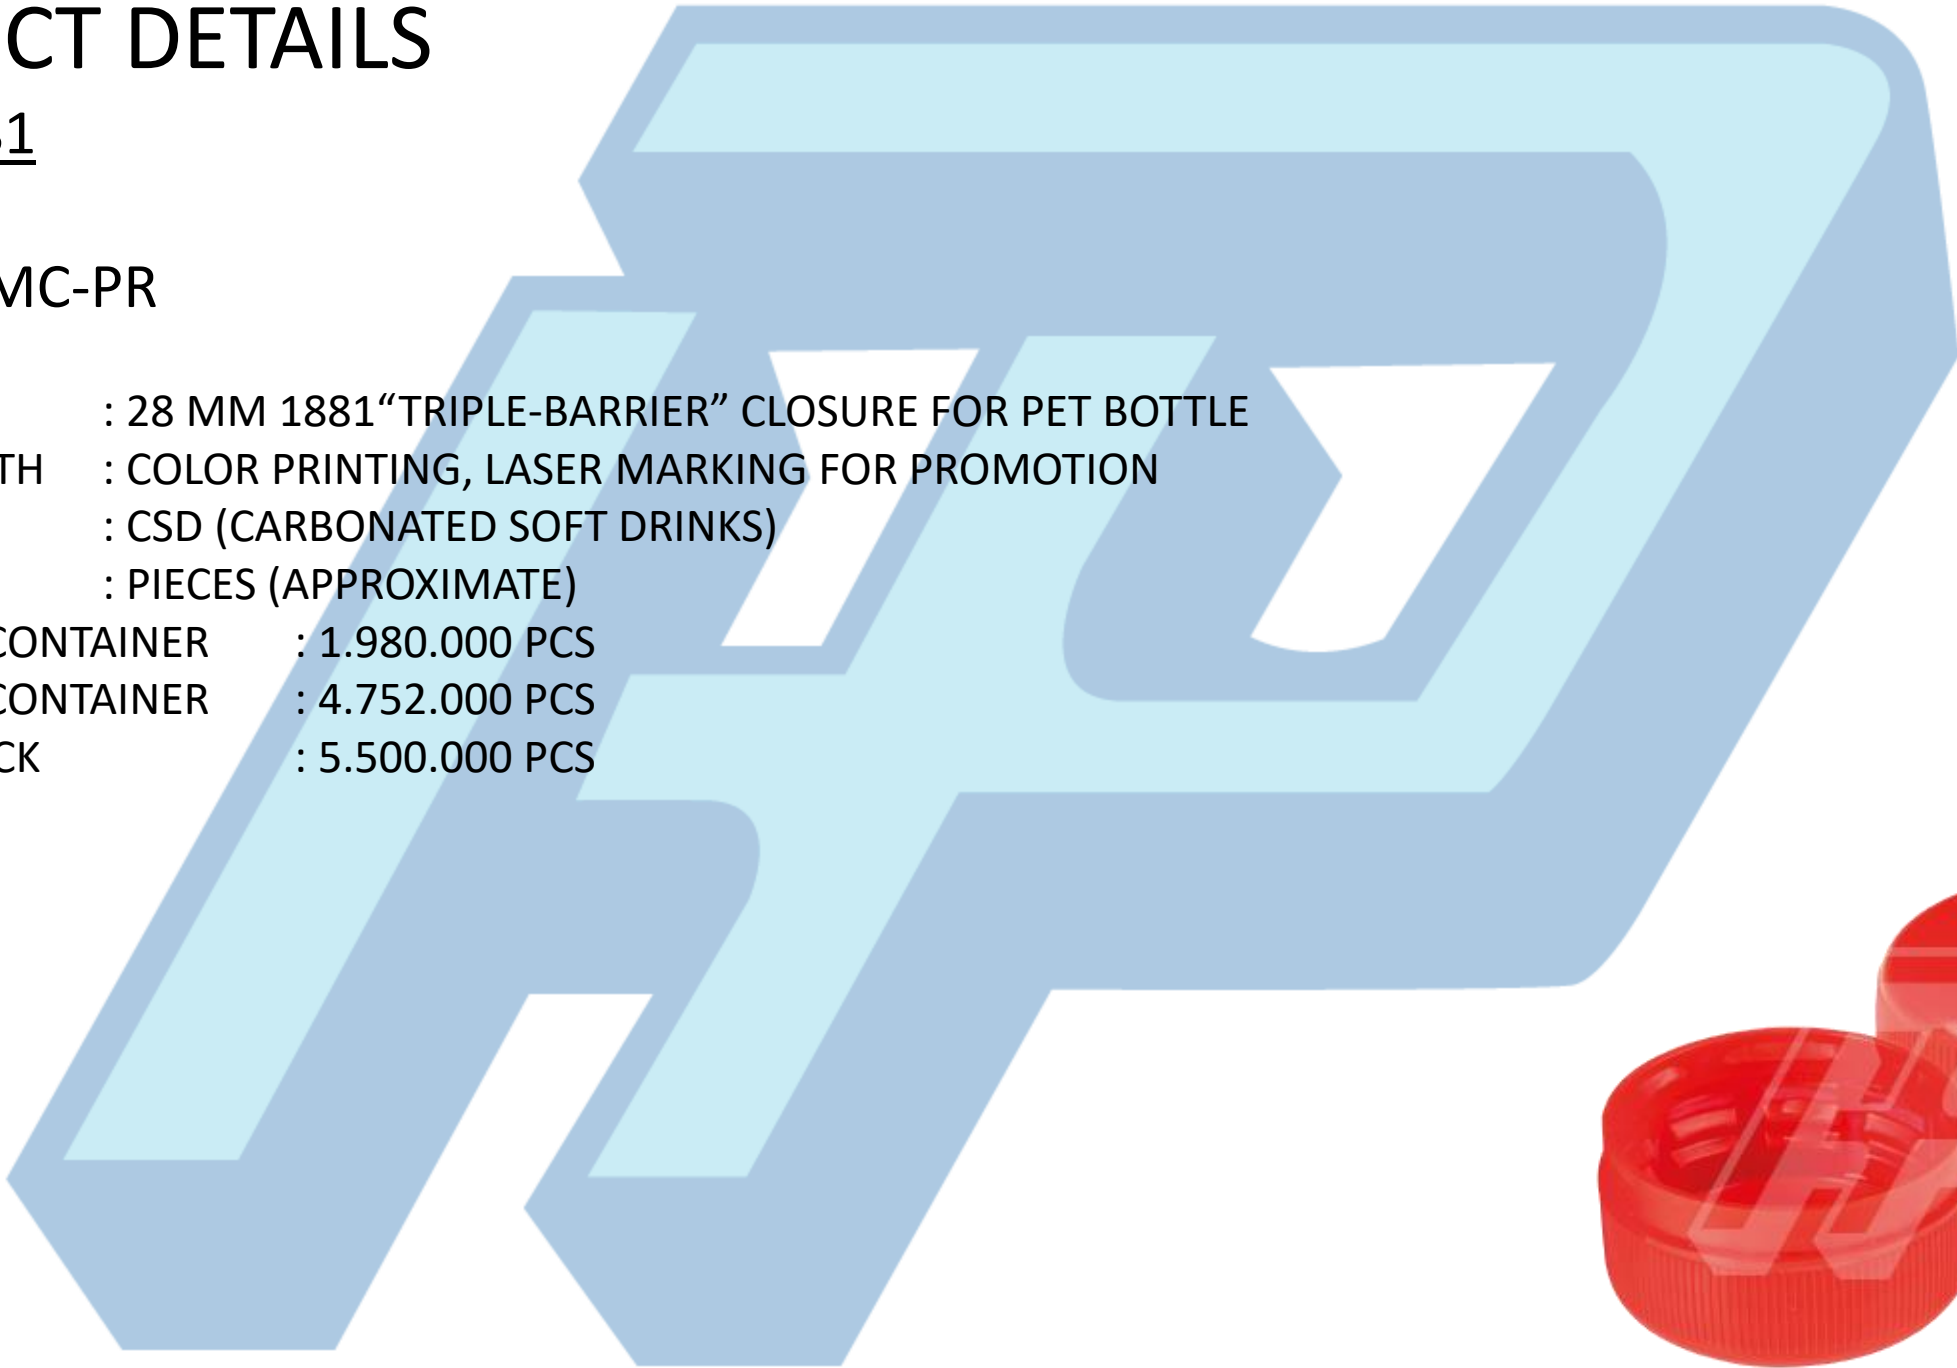 CT DETAILS
81
MC-PR
: 28 MM 1881“TRIPLE-BARRIER” CLOSURE FOR PET BOTTLE
TH : COLOR PRINTING, LASER MARKING FOR PROMOTION
: CSD (CARBONATED SOFT DRINKS)
: PIECES (APPROXIMATE)
CONTAINER : 1.980.000 PCS
CONTAINER : 4.752.000 PCS
CK : 5.500.000 PCS